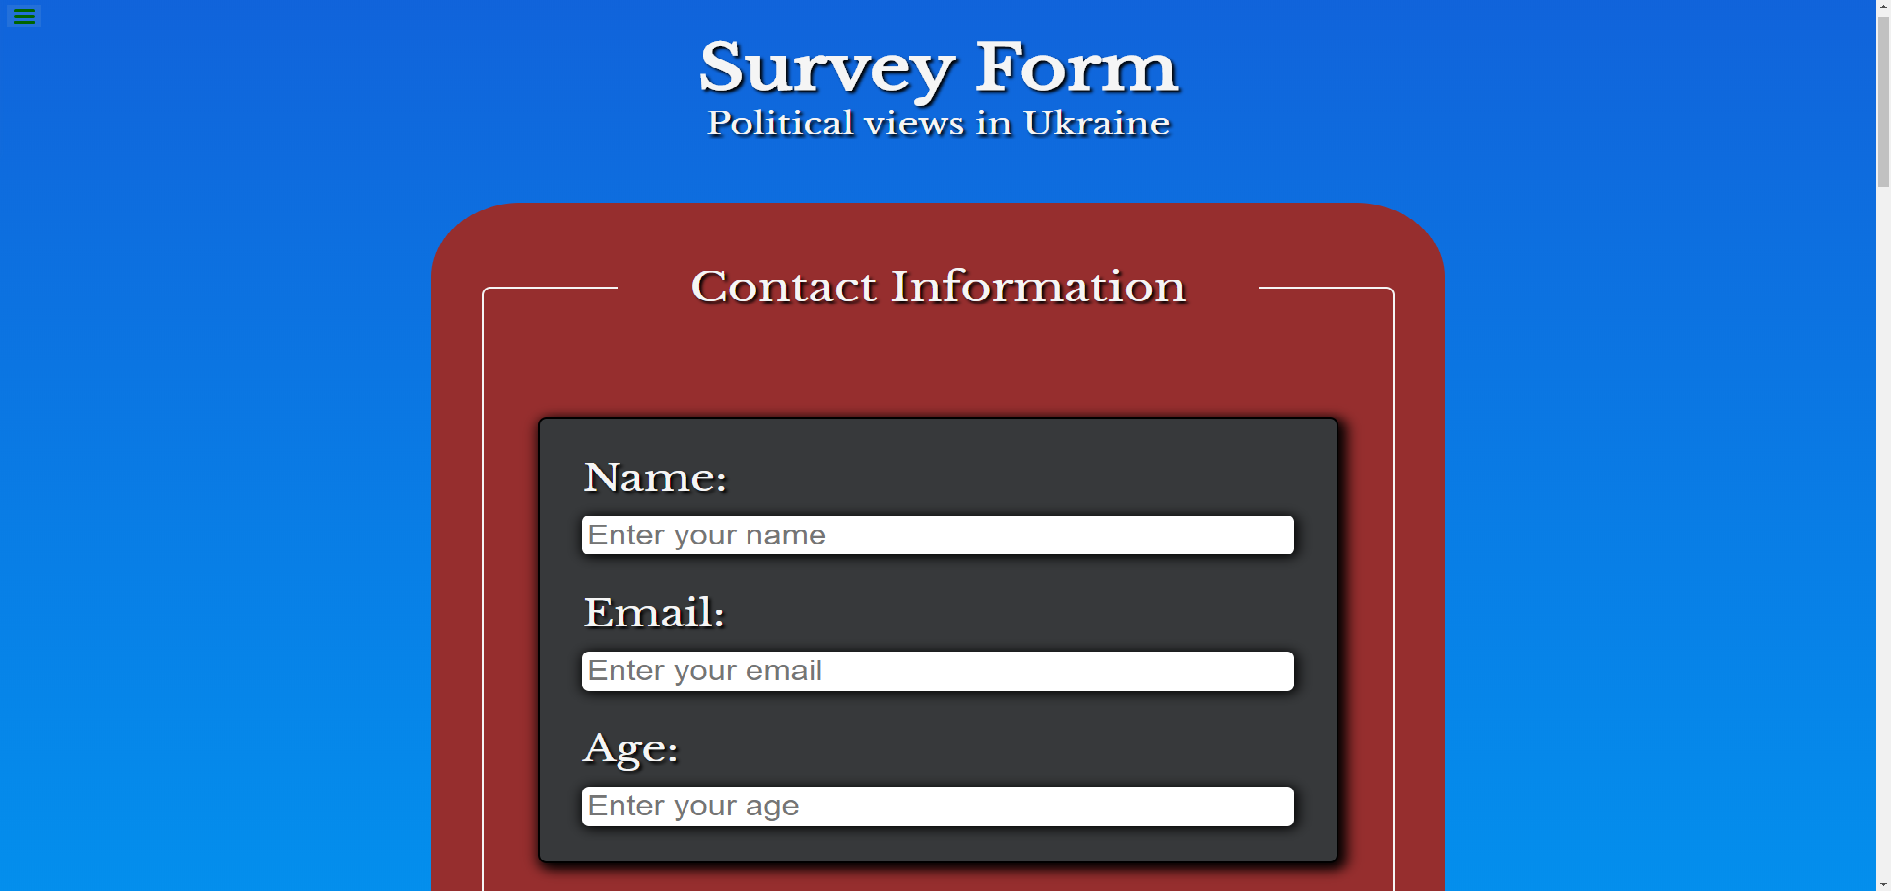 Survey Form
Political views in Ukraine
Contact Information
Name:
Enter your name
Email:
Enter your email
Age:
Enter your age